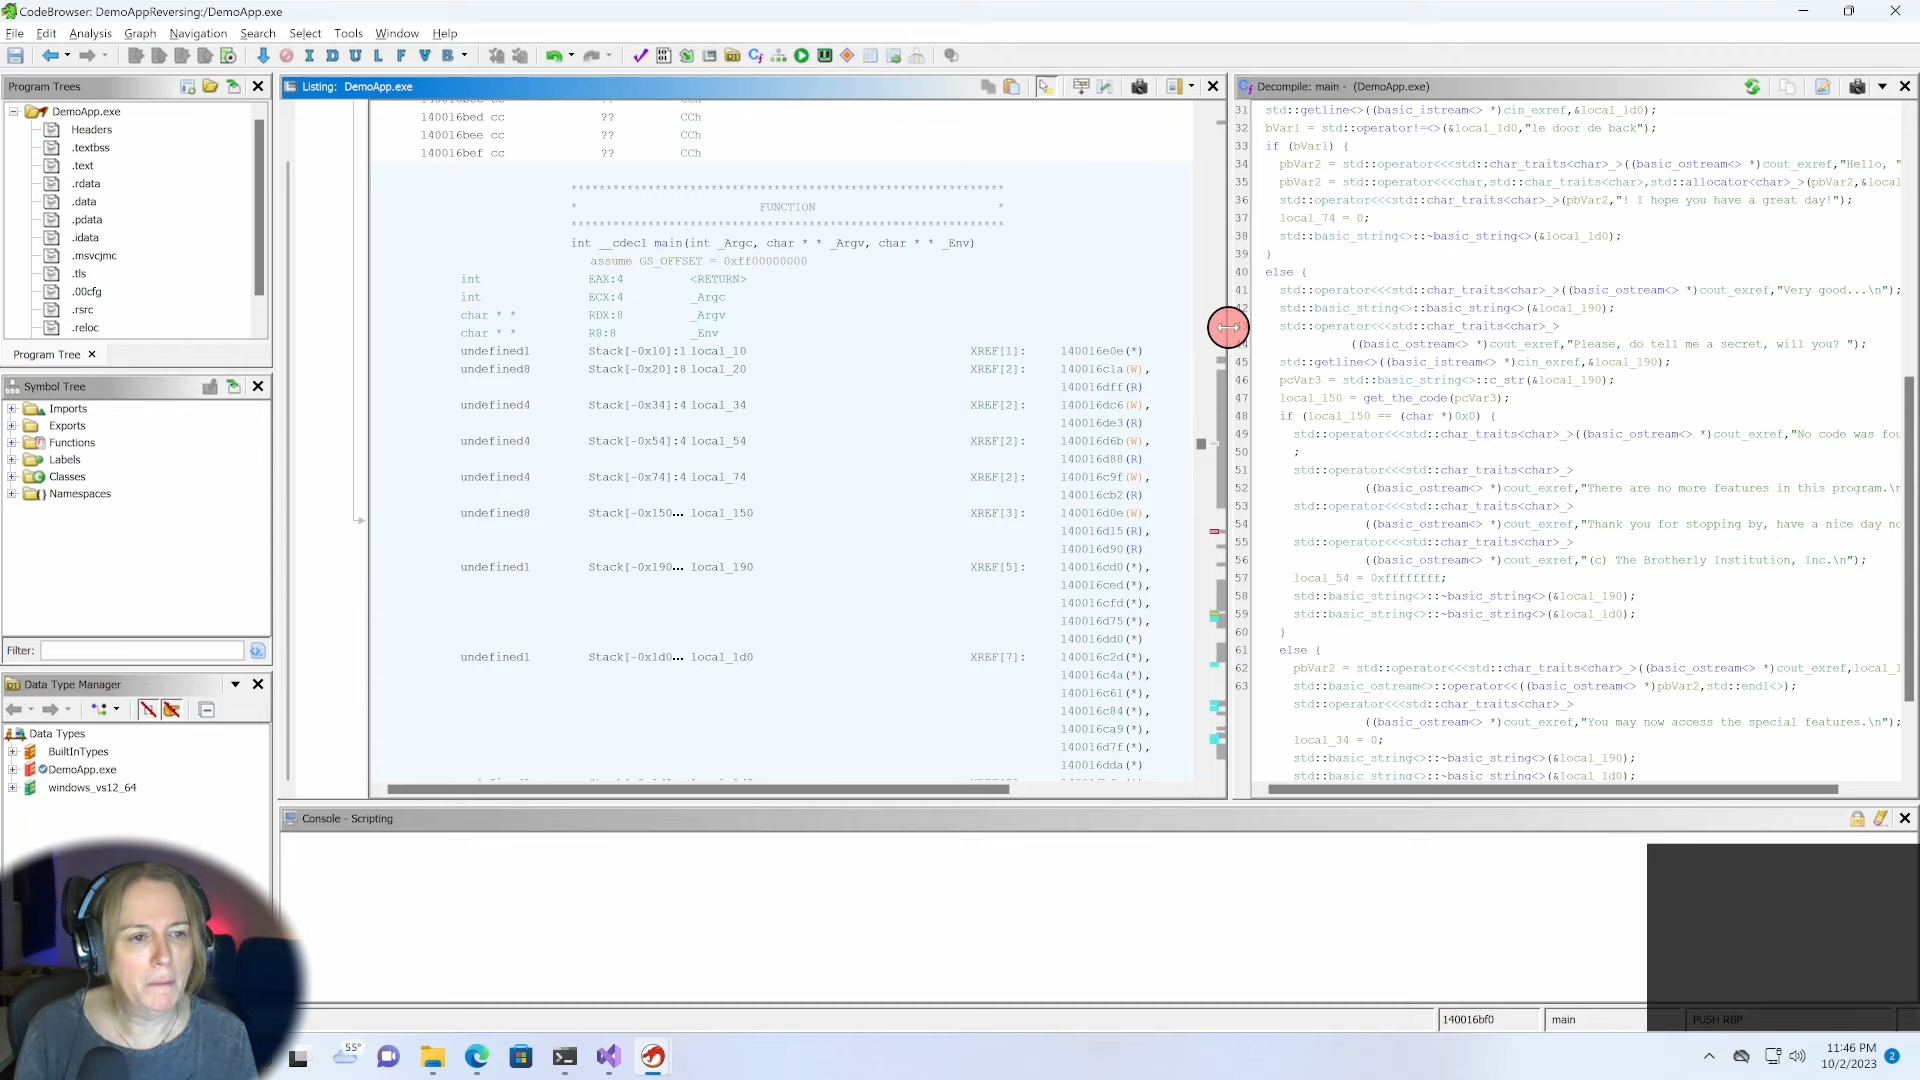 CodeBrowser: DemoAppReversing:/DemoApp.exe
File Edit Analysis Graph Navigation Search Select Tools Window Help
I D U L F V B
Program Trees
DemoApp.exe
Headers
.textbss
.text
.rdata
.data
.pdata
.idata
.msvcjmc
.tls
.00cfg
.rsrc
.reloc
Program Tree
Symbol Tree
Imports
Exports
Functions
Labels
Classes
Namespaces
Filter:
Data Type Manager
Data Types
BuiltInTypes
DemoApp.exe
windows_vs12_64
Listing: DemoApp.exe
140016bed cc ?? CCh
140016bee cc ?? CCh
140016bef cc ?? CCh
* FUNCTION *
int __cdecl main(int _Argc, char * * _Argv, char * * _Env)
assume GS_OFFSET = 0xff00000000
int EAX:4 <RETURN>
int ECX:4 _Argc
char * * RDX:8 _Argv
char * * R8:8 _Env
undefined1 Stack[-0x10]:1 local_10 XREF[1]: 140016e0e(*)
undefined8 Stack[-0x20]:8 local_20 XREF[2]: 140016c1a(W),
140016dff(R)
undefined4 Stack[-0x34]:4 local_34 XREF[2]: 140016dc6(W),
140016de3(R)
undefined4 Stack[-0x54]:4 local_54 XREF[2]: 140016d6b(W),
140016d88(R)
undefined4 Stack[-0x74]:4 local_74 XREF[2]: 140016c9f(W),
140016cb2(R)
undefined8 Stack[-0x150... local_150 XREF[3]: 140016d0e(W),
140016d15(R)
140016d90(R)
undefined1 Stack[-0x190... local_190 XREF[5]: 140016cd0(*),
140016ced(*),
140016cfd(*),
140016d75(*),
140016dd0(*)
undefined1 Stack[-0x1d0... local_1d0 XREF[7]: 140016c2d(*),
140016c4a(*),
140016c61(*),
140016c84(*),
140016ca9(*),
140016d7f(*),
140016dda(*)
Decompile: main - (DemoApp.exe)
31 std::getline<>((basic_istream<> *)cin_exref,&local_1d0);
32 bVar1 = std::operator!=<>(&local_1d0,"le door de back");
33 if (bVar1) {
34 pbVar2 = std::operator<<<std::char_traits<char>_>((basic_ostream<> *)cout_exref,"Hello, "
35 pbVar2 = std::operator<<<char,std::char_traits<char>,std::allocator<char>_>(pbVar2,&local
36 std::operator<<<std::char_traits<char>_>(pbVar2,"! I hope you have a great day!");
37 local_74 = 0;
38 std::basic_string<>::~basic_string<>(&local_1d0);
39 }
40 else {
41 std::operator<<<std::char_traits<char>_>((basic_ostream<> *)cout_exref,"Very good...\n");
42 std::basic_string<>::basic_string<>(&local_190);
std::operator<<<std::char_traits<char>_>
4 ((basic_ostream<> *)cout_exref,"Please, do tell me a secret, will you? ");
45 std::getline<>((basic_istream<> *)cin_exref,&local_190);
46 pcVar3 = std::basic_string<>::c_str(&local_190);
47 local_150 = get_the_code(pcVar3);
48 if (local_150 == (char *)0x0) {
49 std::operator<<<std::char_traits<char>_>((basic_ostream<> *)cout_exref,"No code was fou
50 ;
51 std::operator<<<std::char_traits<char>_>
52 ((basic_ostream<> *)cout_exref,"There are no more features in this program.\n
53 std::operator<<<std::char_traits<char>_>
54 ((basic_ostream<> *)cout_exref,"Thank you for stopping by, have a nice day no
55 std::operator<<<std::char_traits<char>_>
56 ((basic_ostream<> *)cout_exref,"(c) The Brotherly Institution, Inc.\n");
57 local_54 = 0xffffffff;
58 std::basic_string<>::~basic_string<>(&local_190);
59 std::basic_string<>::~basic_string<>(&local_1d0);
60 }
61 else {
62 pbVar2 = std::operator<<<std::char_traits<char>_>((basic_ostream<> *)cout_exref,local_1
63 std::basic_ostream<>::operator<<((basic_ostream<> *)pbVar2,std::endl<>);
std::operator<<<std::char_traits<char>_>
((basic_ostream<> *)cout_exref,"You may now access the special features.\n");
local_34 = 0;
std::basic_string<>::~basic_string<>(&local_190);
std::basic_string<>::~basic_string<>(&local_1d0);
Console - Scripting
140016bf0 main PUSH RBP
55°
11:46 PM
10/2/2023
2